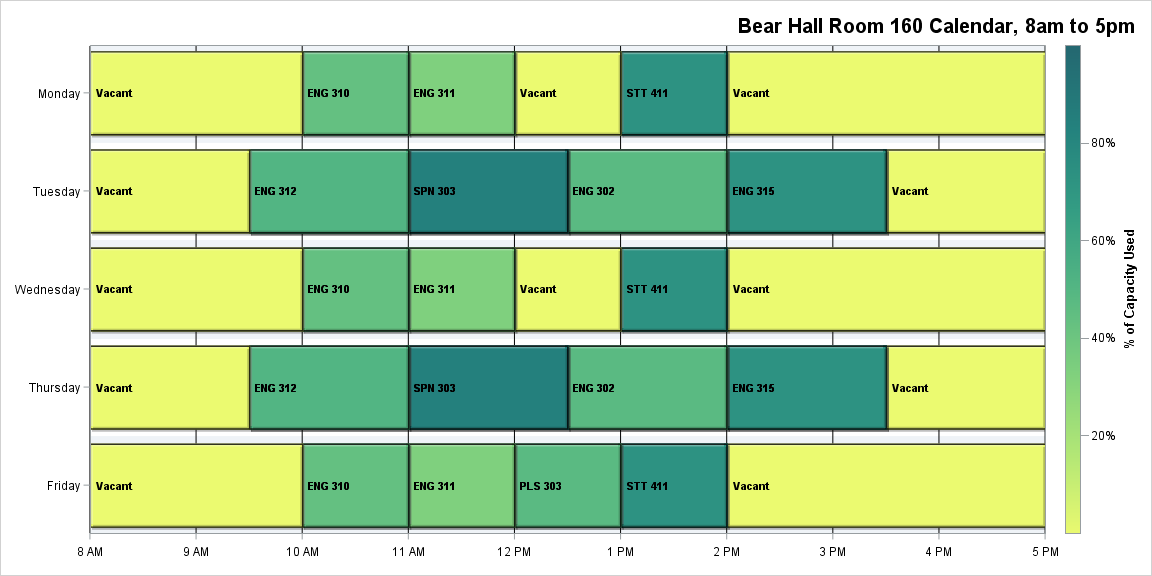 Bear Hall Room 160 Calendar, 8am to 5pm
Monday
Vacant
ENG 310
ENG 311
Vacant
STT 411
Vacant
Tuesday
Vacant
ENG 312
SPN 303
ENG 302
ENG 315
Vacant
Wednesday
Vacant
ENG 310
ENG 311
Vacant
STT 411
Vacant
Thursday
Vacant
ENG 312
SPN 303
ENG 302
ENG 315
Vacant
Friday
Vacant
ENG 310
ENG 311
PLS 303
STT 411
Vacant
8 AM
9 AM
10 AM
11 AM
12 PM
1 PM
2 PM
3 PM
4 PM
5 PM
80%
60%
40%
20%
% of Capacity Used